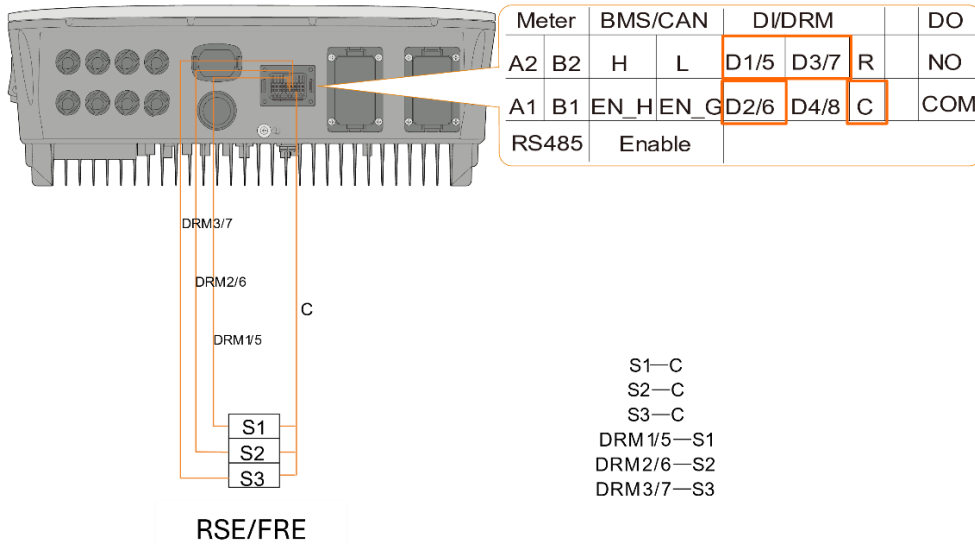 Meter BMS/CAN DI/DRM DO
A2 B2 H L D1/5 D3/7 R NO
A1 B1 EN_H EN_G D2/6 D4/8 C COM
RS485 Enable
DRM3/7
DRM2/6
C
DRM1/5
S1—C
S2—C
S3—C
DRM1/5—S1
DRM2/6—S2
DRM3/7—S3
S1
S2
S3
RSE/FRE